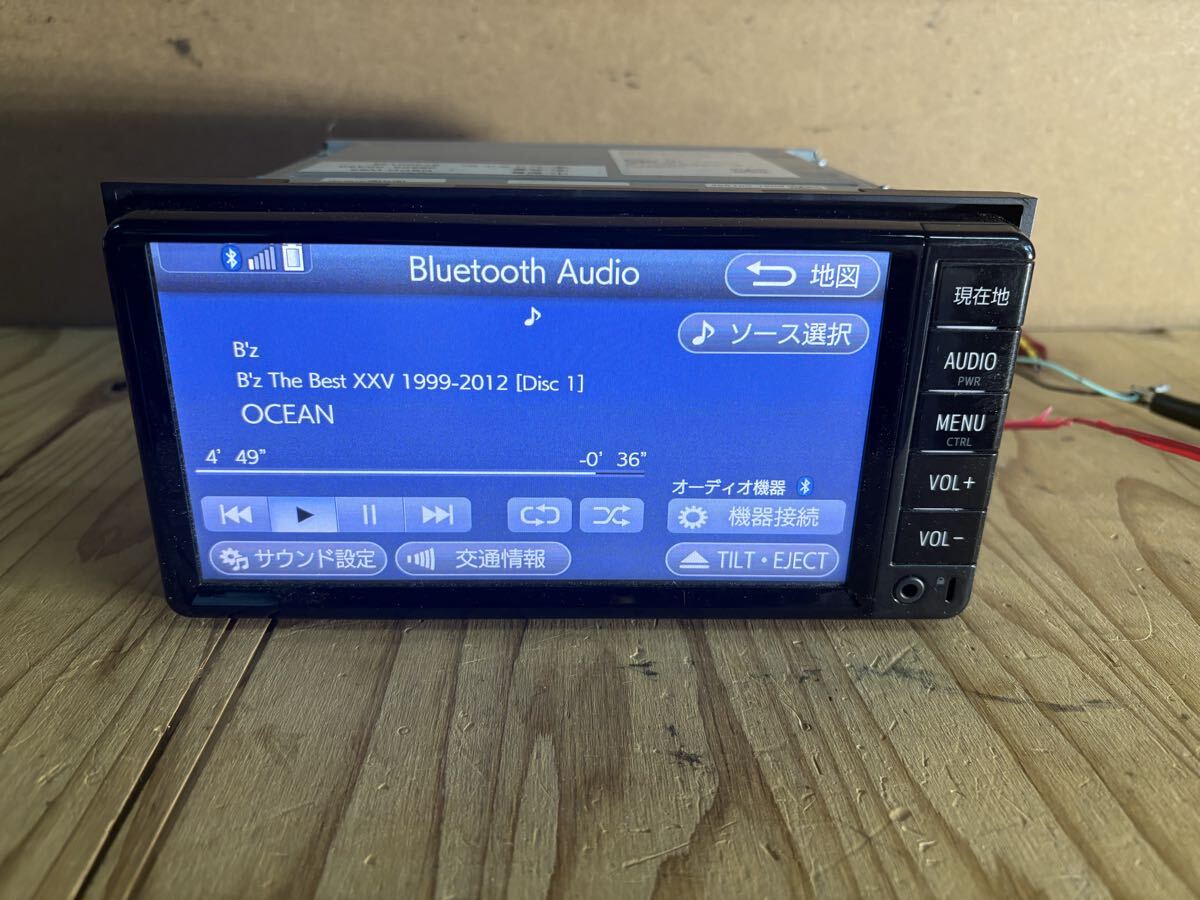 Bluetooth Audio
地図
現在地
ソース選択
B'z
B'z The Best XXV 1999-2012 [Disc 1]
OCEAN
AUDIO
PWR
MENU
CTRL
4' 49"
-0' 36"
オーディオ機器
VOL+
機器接続
VOL-
サウンド設定
交通情報
TILT・EJECT